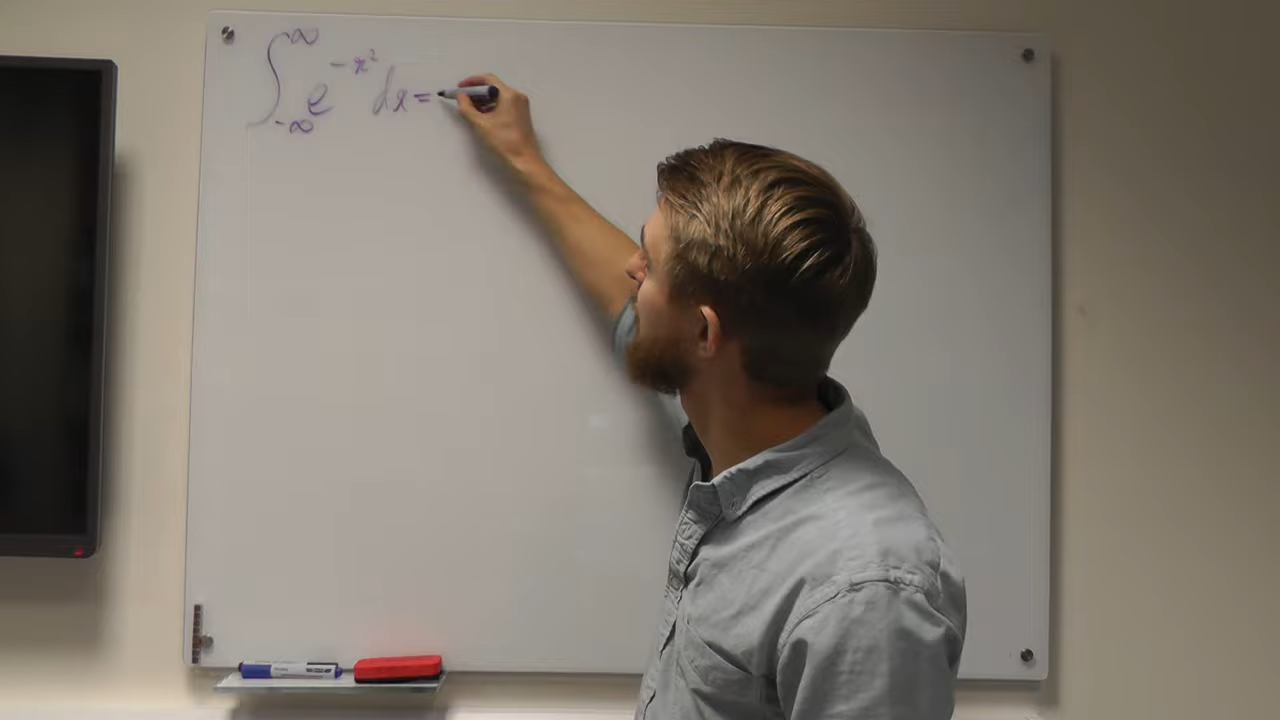 ∫_{-∞}^{∞} e^{-x²} dx =